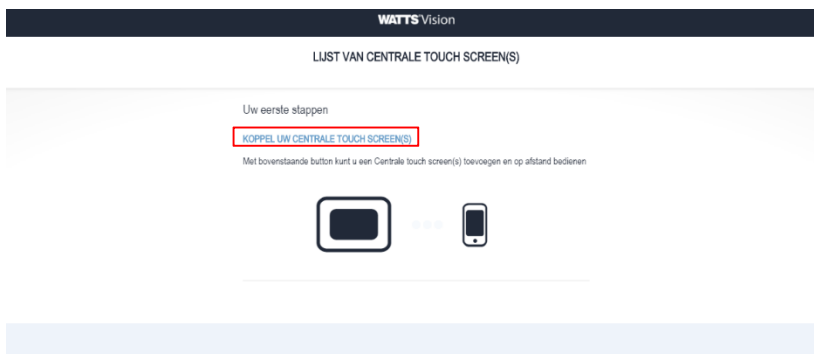 WATTS Vision
LIJST VAN CENTRALE TOUCH SCREEN(S)
Uw eerste stappen
KOPPEL UW CENTRALE TOUCH SCREEN(S)
Met bovenstaande button kunt u een Centrale touch screen(s) toevoegen en op afstand bedienen